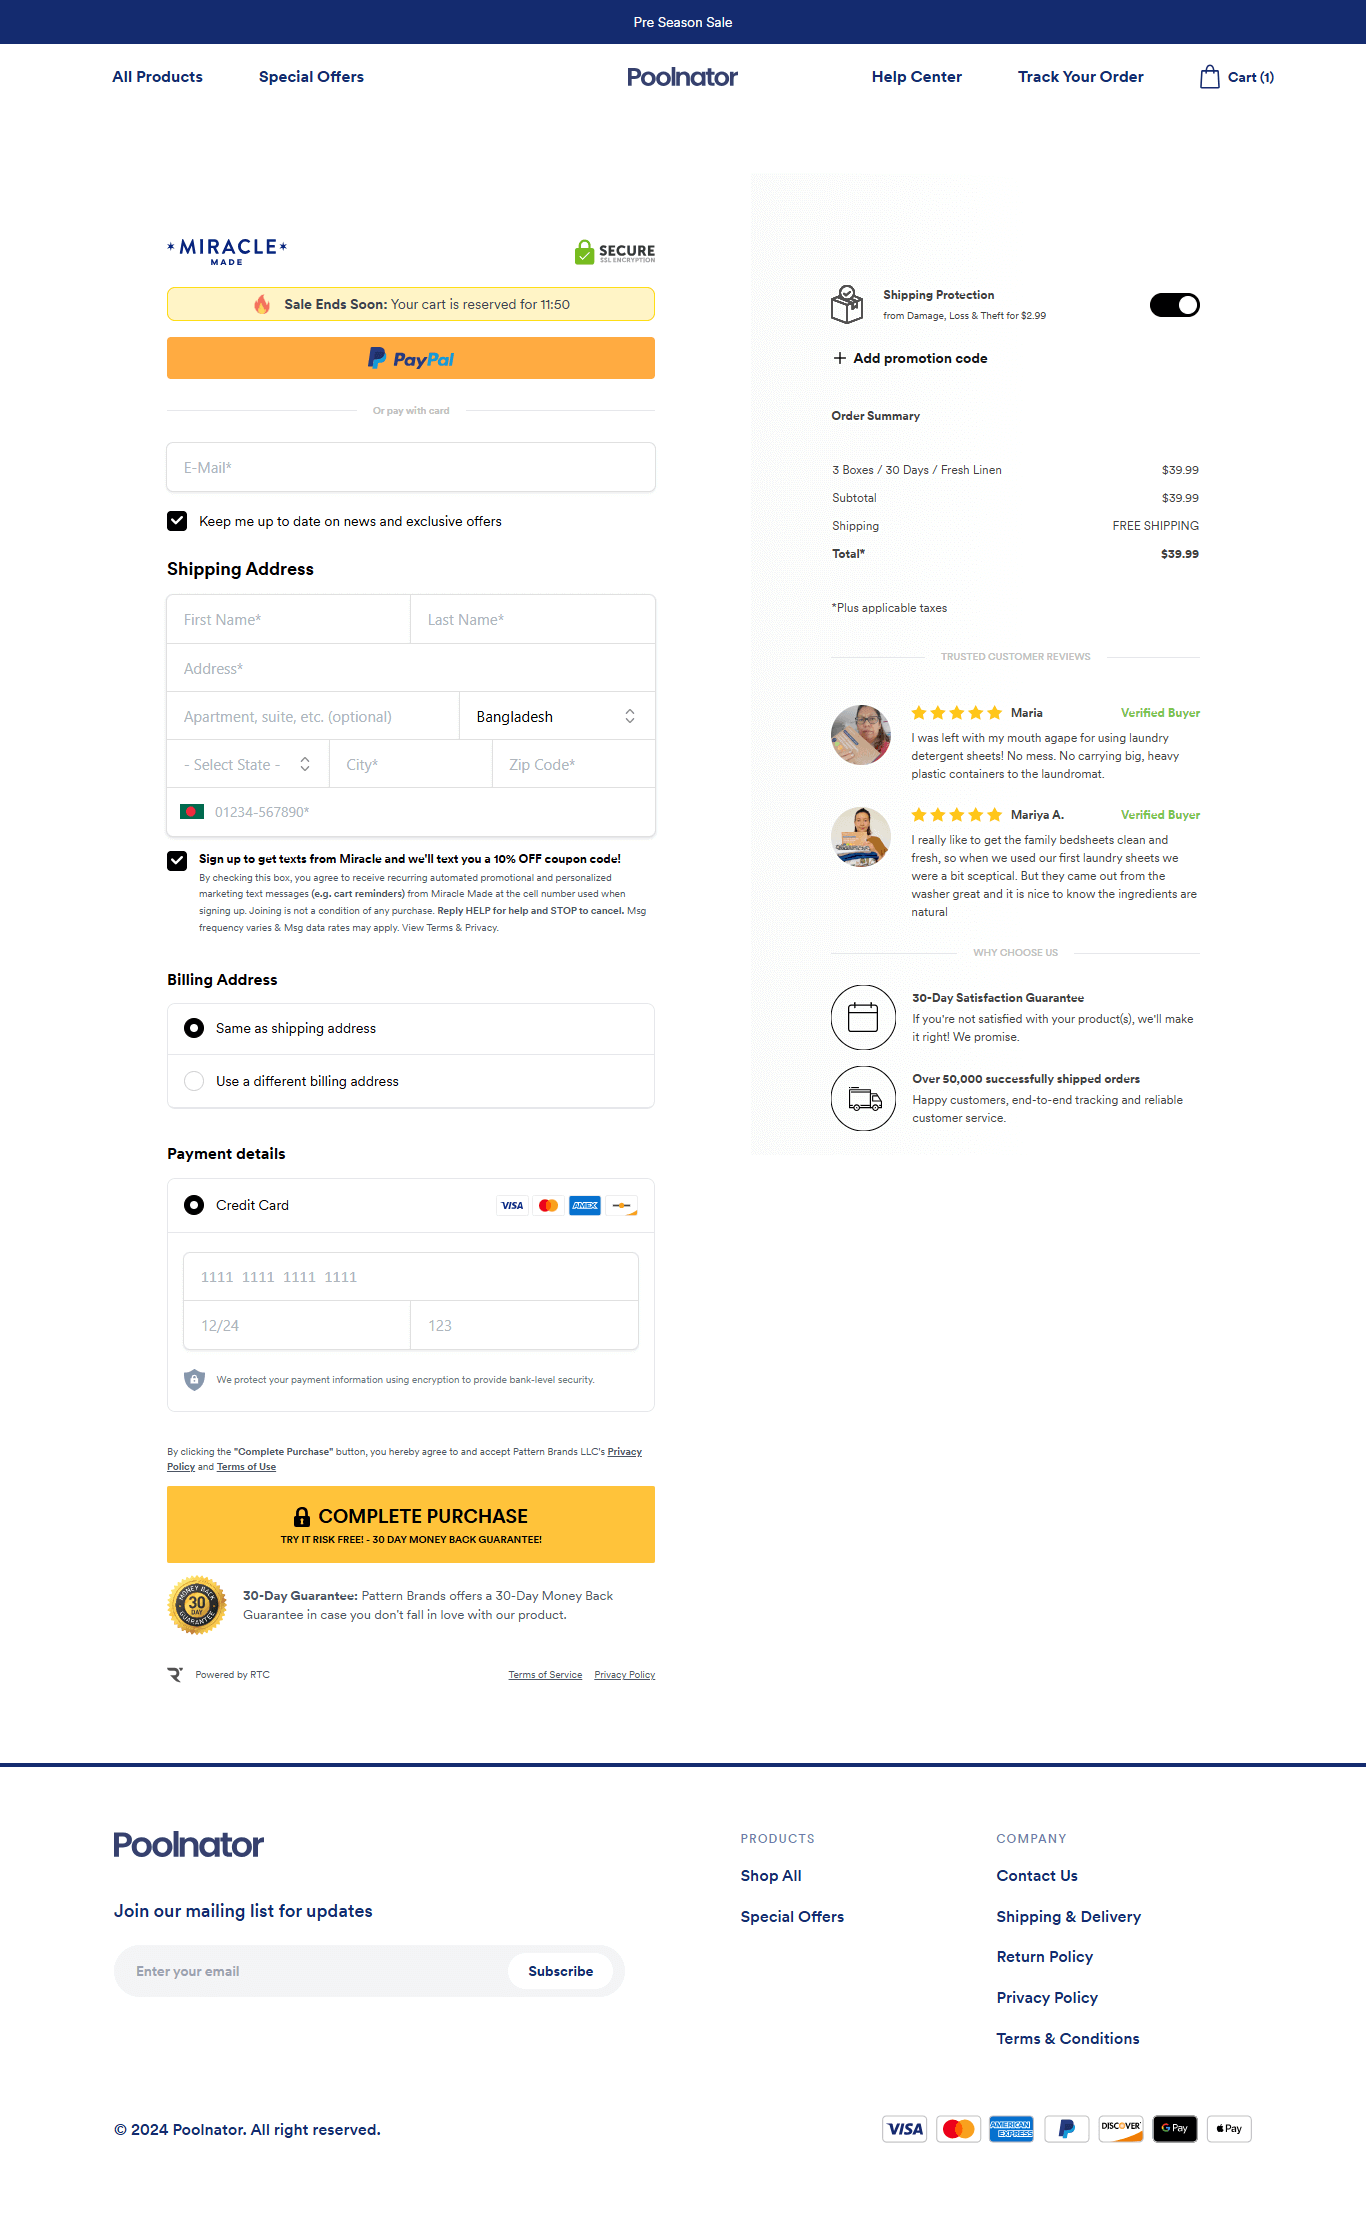 Pre Season Sale
All Products
Special Offers
Poolnator
Help Center
Track Your Order
Cart (1)
MIRACLE
MADE
SECURE
SSL ENCRYPTION
Sale Ends Soon: Your cart is reserved for 11:50
PayPal
Or pay with card
E-Mail*
Keep me up to date on news and exclusive offers
Shipping Address
First Name*
Last Name*
Address*
Apartment, suite, etc. (optional)
Bangladesh
- Select State -
City*
Zip Code*
01234-567890*
Sign up to get texts from Miracle and we'll text you a 10% OFF coupon code!
By checking this box, you agree to receive recurring automated promotional and personalized
marketing text messages (e.g. cart reminders) from Miracle Made at the cell number used when
signing up. Joining is not a condition of any purchase. Reply HELP for help and STOP to cancel. Msg
frequency varies & Msg data rates may apply. View Terms & Privacy.
Billing Address
Same as shipping address
Use a different billing address
Payment details
Credit Card
VISA
AMEX
1111 1111 1111 1111
12/24
123
We protect your payment information using encryption to provide bank-level security.
By clicking the "Complete Purchase" button, you hereby agree to and accept Pattern Brands LLC's Privacy
Policy and Terms of Use
COMPLETE PURCHASE
TRY IT RISK FREE! - 30 DAY MONEY BACK GUARANTEE!
MONEY BACK
30
DAY
GUARANTEE
30-Day Guarantee: Pattern Brands offers a 30-Day Money Back
Guarantee in case you don't fall in love with our product.
Powered by RTC
Terms of Service
Privacy Policy
Shipping Protection
from Damage, Loss & Theft for $2.99
Add promotion code
Order Summary
3 Boxes / 30 Days / Fresh Linen $39.99
Subtotal $39.99
Shipping FREE SHIPPING
Total* $39.99
*Plus applicable taxes
TRUSTED CUSTOMER REVIEWS
Maria Verified Buyer
I was left with my mouth agape for using laundry
detergent sheets! No mess. No carrying big, heavy
plastic containers to the laundromat.
Mariya A. Verified Buyer
I really like to get the family bedsheets clean and
fresh, so when we used our first laundry sheets we
were a bit sceptical. But they came out from the
washer great and it is nice to know the ingredients are
natural
WHY CHOOSE US
30-Day Satisfaction Guarantee
If you're not satisfied with your product(s), we'll make
it right! We promise.
Over 50,000 successfully shipped orders
Happy customers, end-to-end tracking and reliable
customer service.
Poolnator
Join our mailing list for updates
Enter your email
Subscribe
PRODUCTS
Shop All
Special Offers
COMPANY
Contact Us
Shipping & Delivery
Return Policy
Privacy Policy
Terms & Conditions
© 2024 Poolnator. All right reserved.
VISA
AMERICAN
EXPRESS
DISCOVER
G Pay
Pay